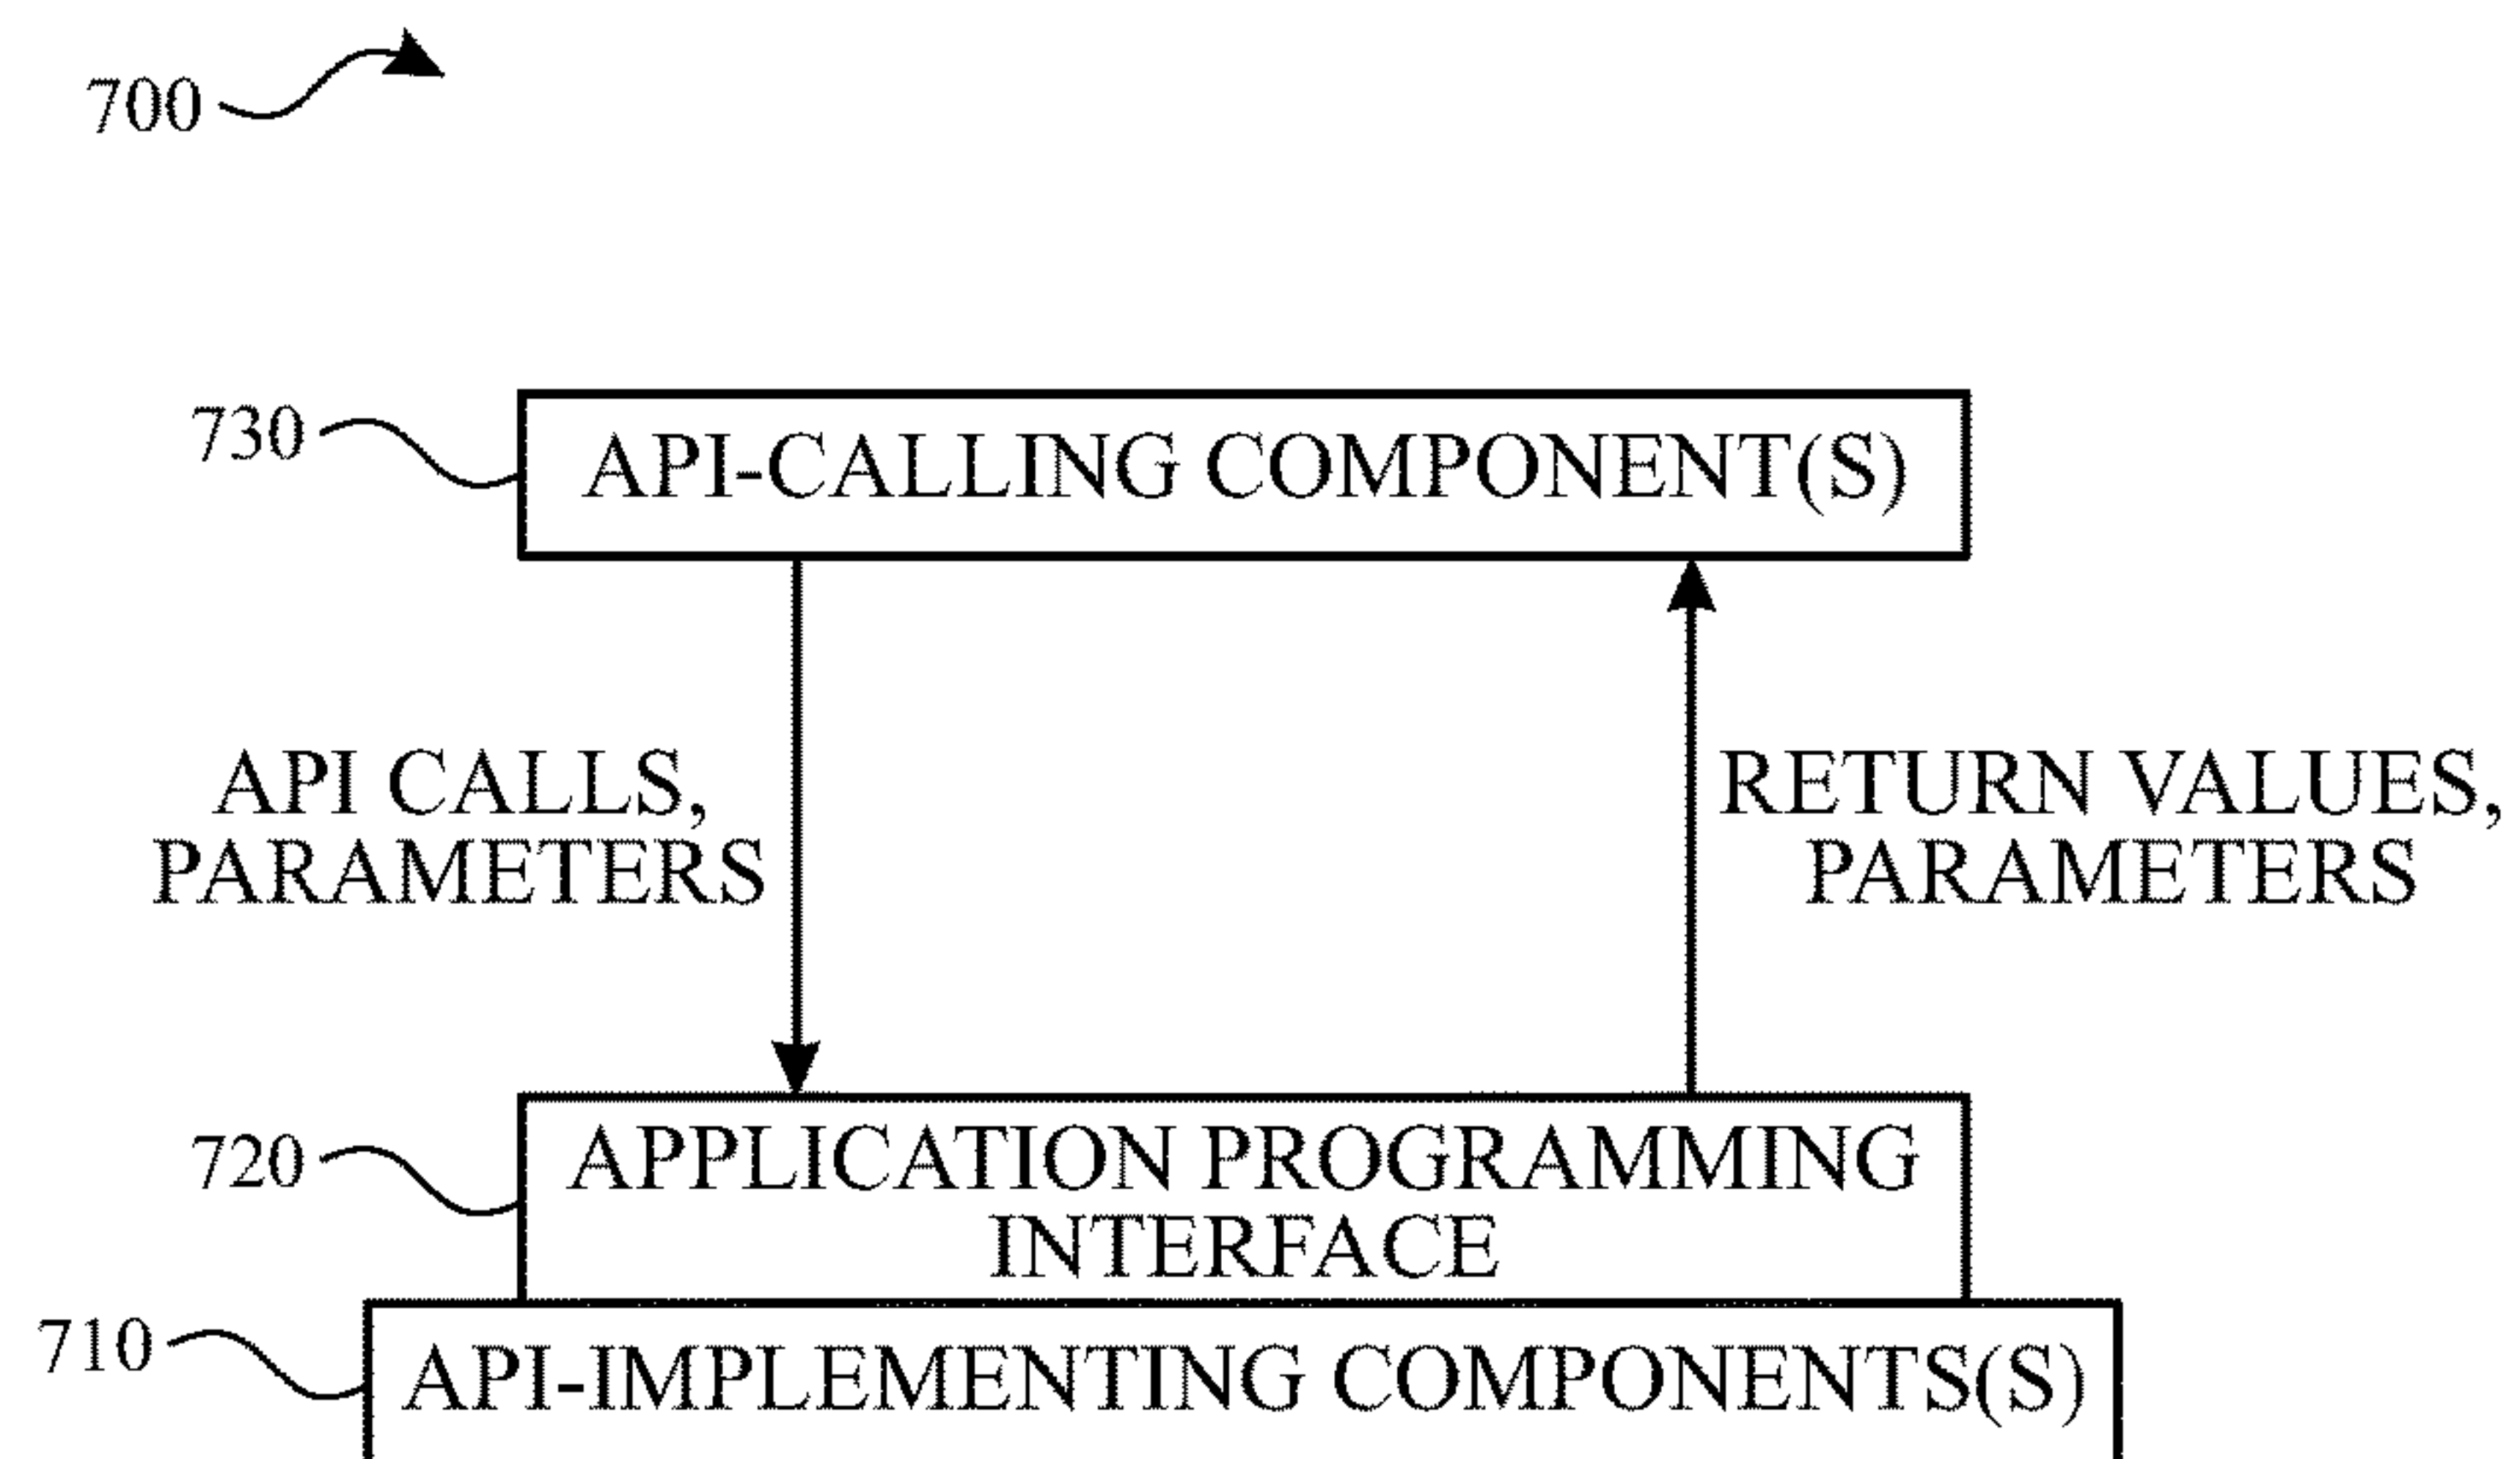 700
730
API-CALLING COMPONENT(S)
API CALLS,
PARAMETERS
RETURN VALUES,
PARAMETERS
720
APPLICATION PROGRAMMING
INTERFACE
710
API-IMPLEMENTING COMPONENTS(S)